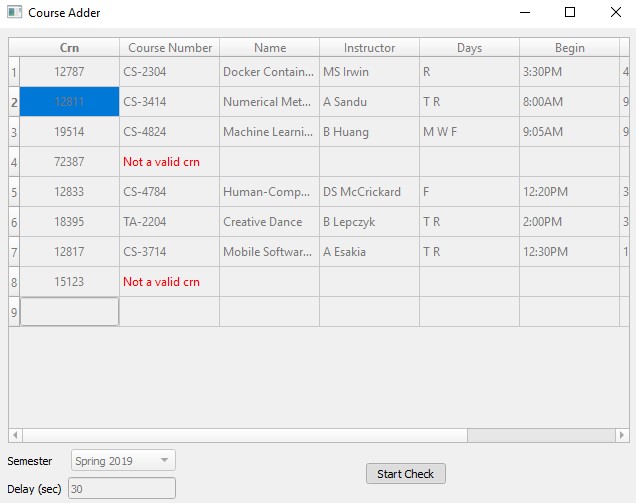 Course Adder
Crn Course Number Name Instructor Days Begin
1 12787 CS-2304 Docker Contain... MS Irwin R 3:30PM 4
2 12811 CS-3414 Numerical Met... A Sandu T R 8:00AM 9
3 19514 CS-4824 Machine Learni... B Huang M W F 9:05AM 9
4 72387 Not a valid crn
5 12833 CS-4784 Human-Comp... DS McCrickard F 12:20PM 3
6 18395 TA-2204 Creative Dance B Lepczyk T R 2:00PM 3
7 12817 CS-3714 Mobile Softwar... A Esakia T R 12:30PM 1
8 15123 Not a valid crn
9
Semester Spring 2019
Start Check
Delay (sec) 30